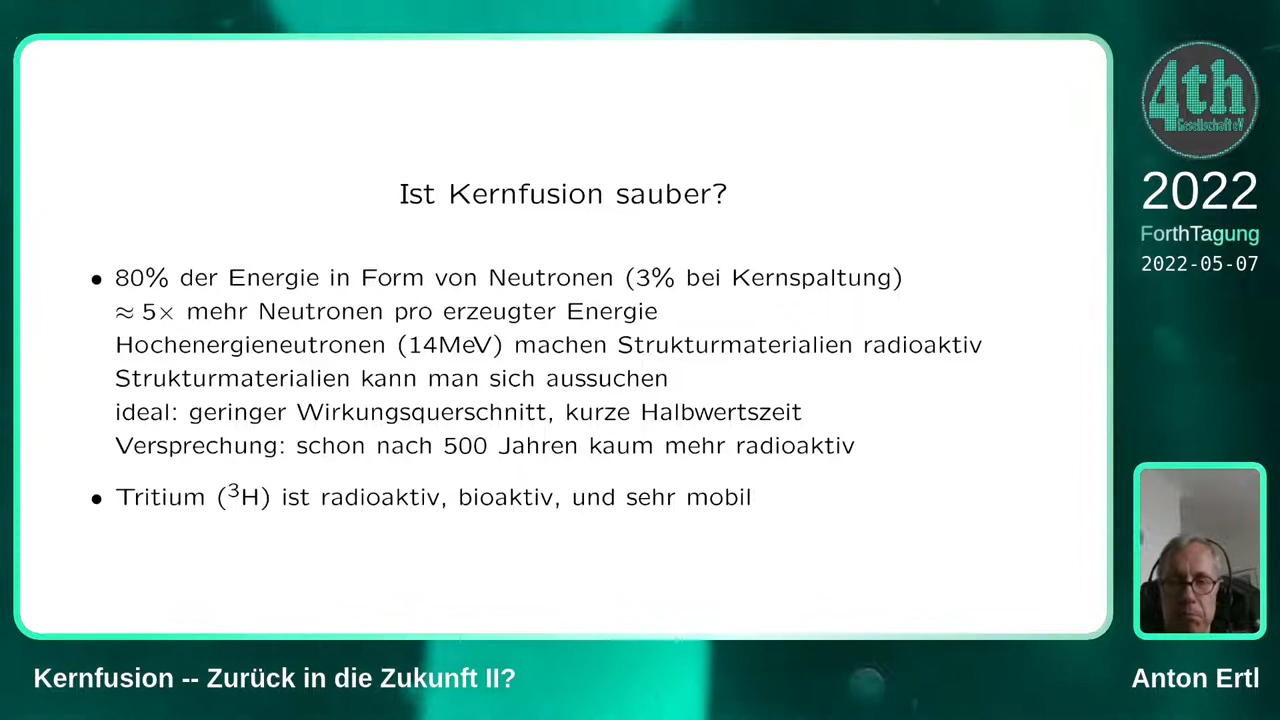 Ist Kernfusion sauber?
• 80% der Energie in Form von Neutronen (3% bei Kernspaltung)
≈ 5× mehr Neutronen pro erzeugter Energie
Hochenergieneutronen (14MeV) machen Strukturmaterialien radioaktiv
Strukturmaterialien kann man sich aussuchen
ideal: geringer Wirkungsquerschnitt, kurze Halbwertszeit
Versprechung: schon nach 500 Jahren kaum mehr radioaktiv
• Tritium (³H) ist radioaktiv, bioaktiv, und sehr mobil
4th
Gesellschaft eV
2022
ForthTagung
2022-05-07
Kernfusion -- Zurück in die Zukunft II?
Anton Ertl